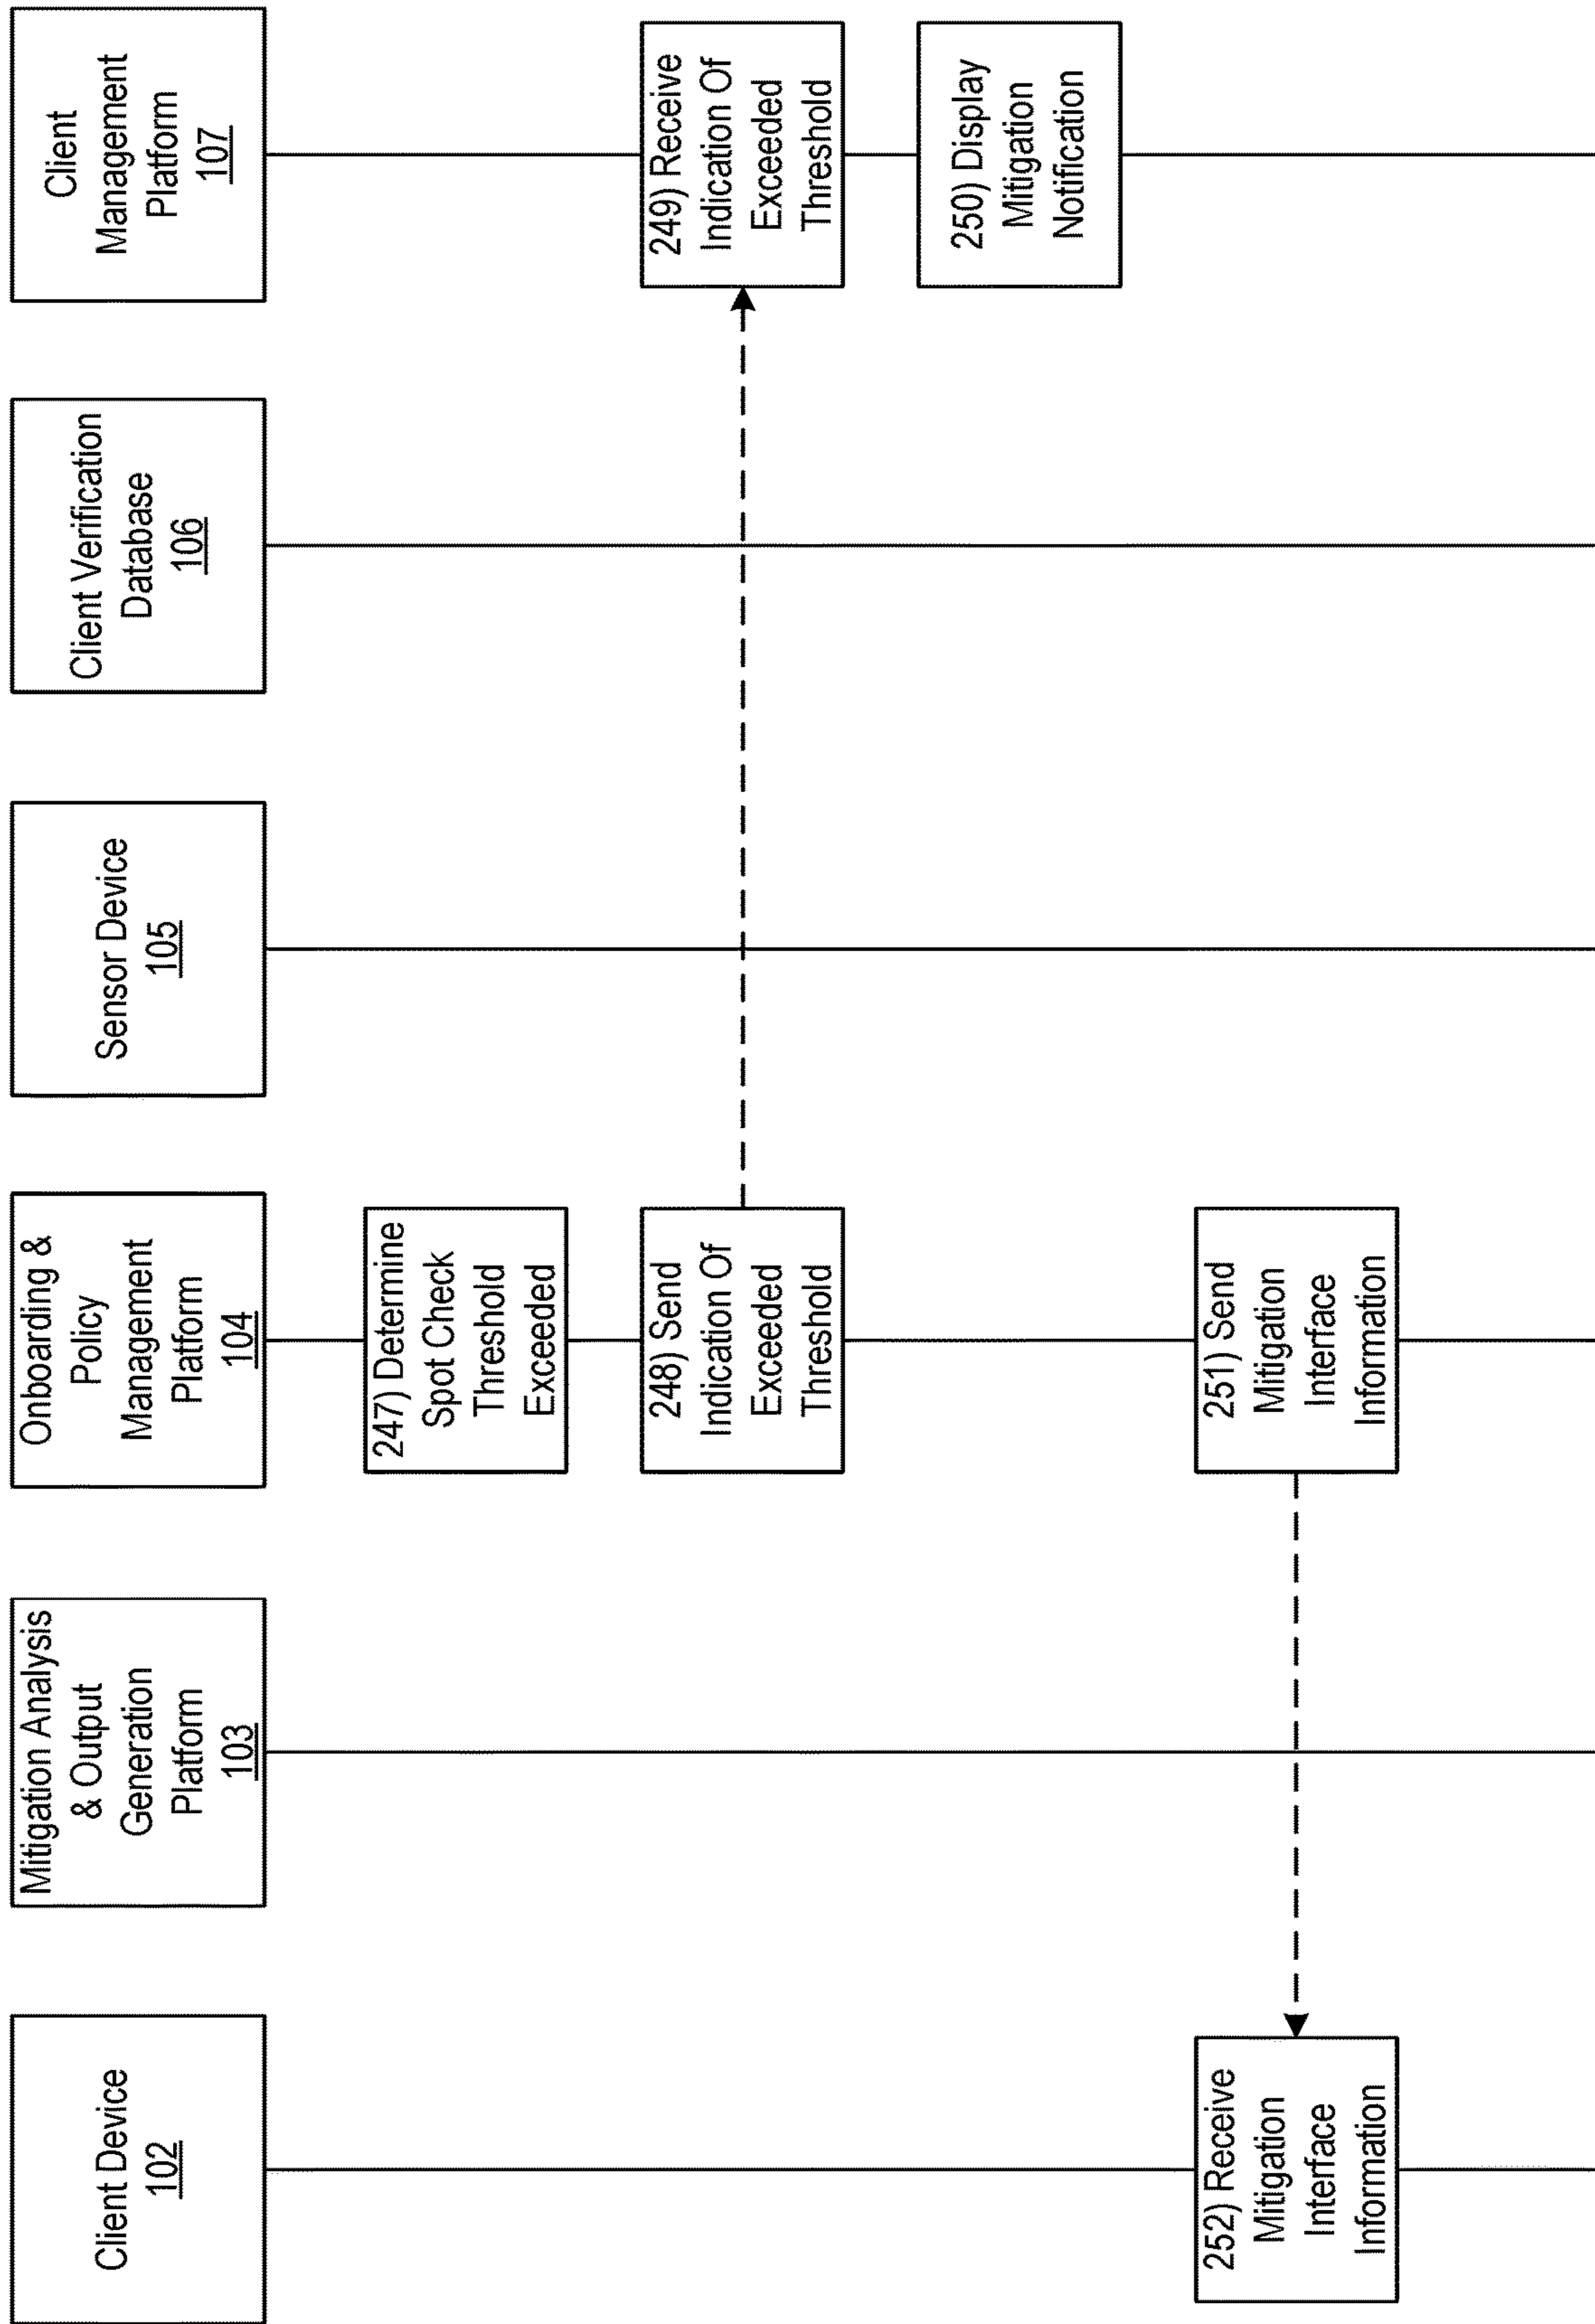 Client Device
102
Mitigation Analysis
& Output
Generation
Platform
103
Onboarding &
Policy
Management
Platform
104
Sensor Device
105
Client Verification
Database
106
Client
Management
Platform
107
247) Determine
Spot Check
Threshold
Exceeded
248) Send
Indication Of
Exceeded
Threshold
249) Receive
Indication Of
Exceeded
Threshold
250) Display
Mitigation
Notification
251) Send
Mitigation
Interface
Information
252) Receive
Mitigation
Interface
Information